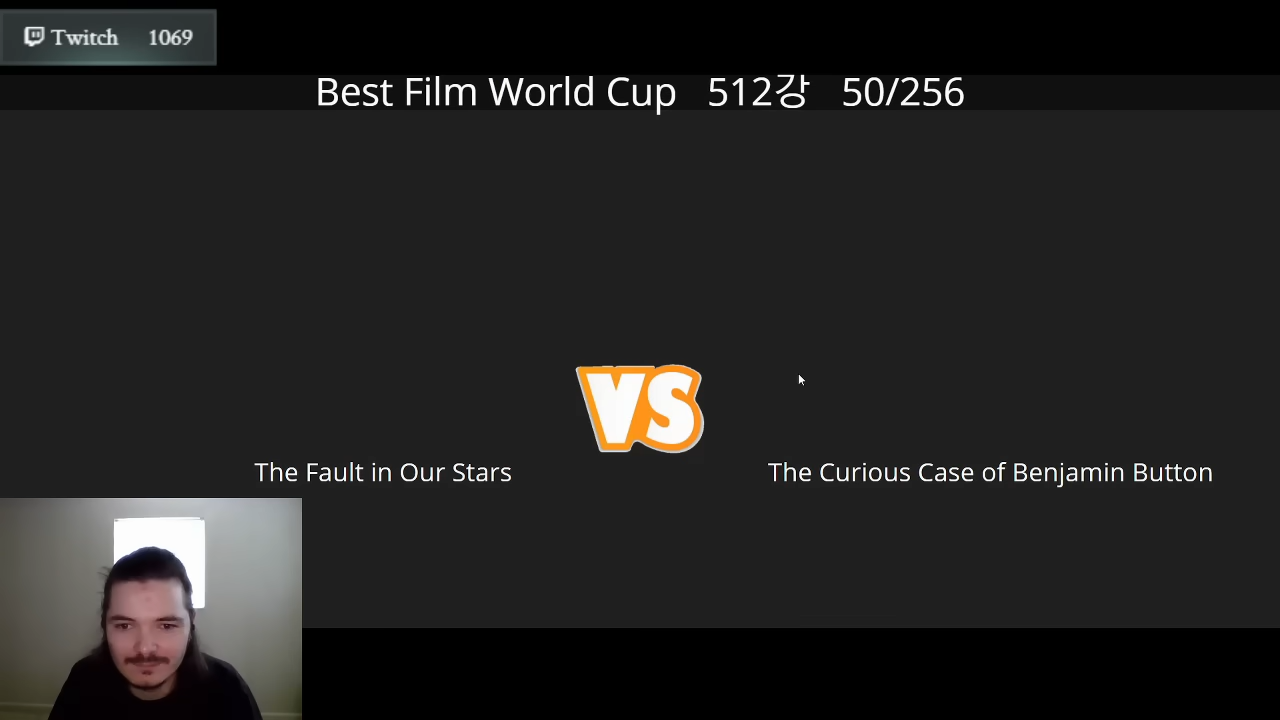 Twitch 1069
Best Film World Cup 512강 50/256
VS
The Fault in Our Stars
The Curious Case of Benjamin Button